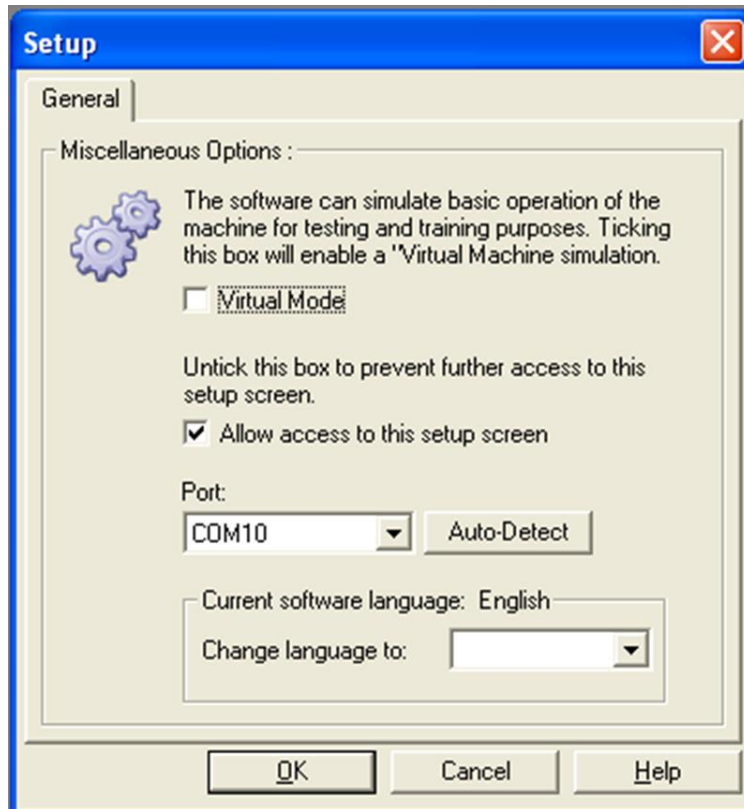 Setup
General
Miscellaneous Options :
The software can simulate basic operation of the
machine for testing and training purposes. Ticking
this box will enable a "Virtual Machine simulation.
Virtual Mode
Untick this box to prevent further access to this
setup screen.
Allow access to this setup screen
Port:
COM10
Auto-Detect
Current software language: English
Change language to:
OK
Cancel
Help